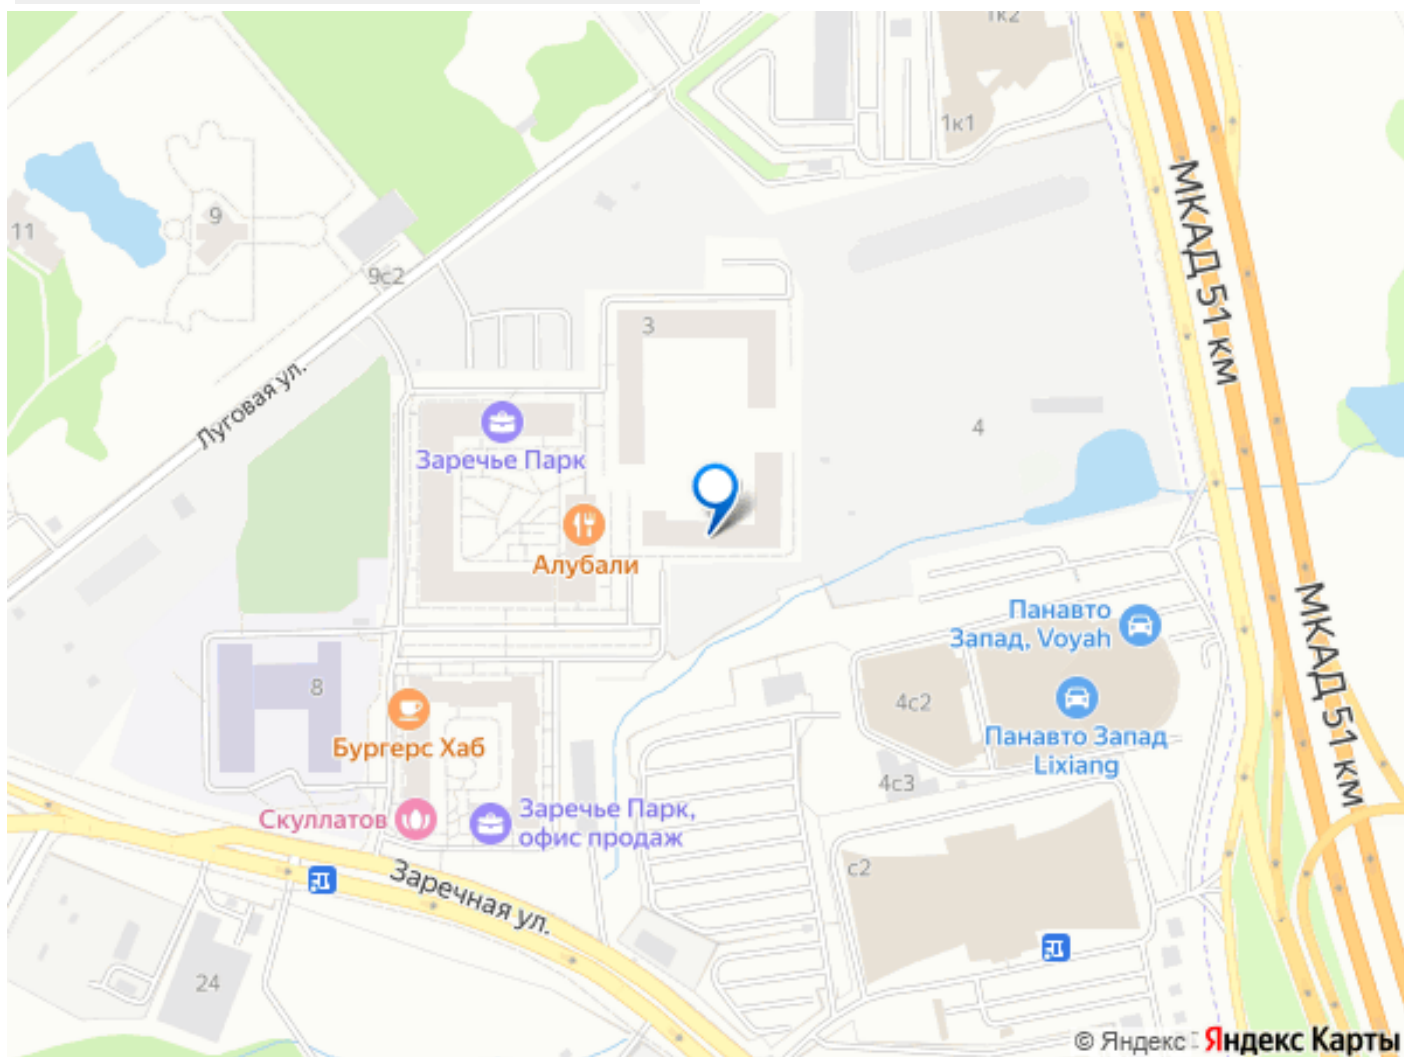 1к2
1к1
11
9
9с2
МКАД 51 км
3
Луговая ул.
Заречье Парк
4
Алубали
Панавто
Запад, Voyah
МКАД 51 км
8
4с2
Бургерс Хаб
Панавто Запад
Lixiang
4с3
Скуллатов
Заречье Парк,
офис продаж
с2
Заречная ул.
24
© Яндекс
Яндекс Карты